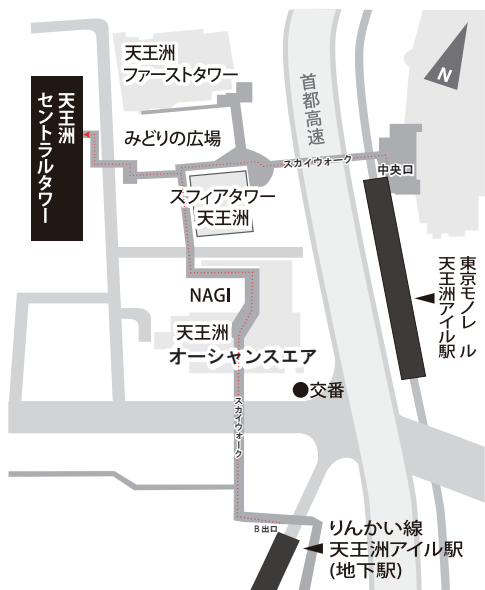 天王洲
ファーストタワー
首都高速
N
天王洲
セントラルタワー
みどりの広場
スカイウォーク
中央口
スフィアタワー
天王洲
東京モノレール
天王洲アイル駅
NAGI
天王洲
オーシャンスエア
交番
スカイウォーク
B出口
りんかい線
天王洲アイル駅
(地下駅)